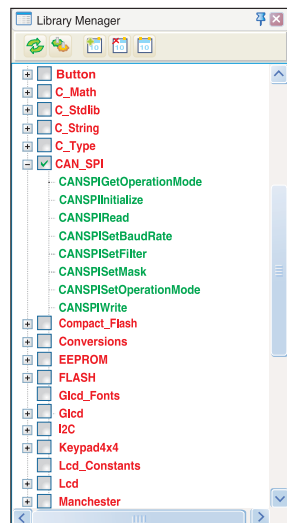 Library Menager
Button
C_Math
C_Stdlib
C_String
C_Type
CAN_SPI
CANSPIGetOperationMode
CANSPIInitialize
CANSPIRead
CANSPISetBaudRate
CANSPISetFilter
CANSPISetMask
CANSPISetOperationMode
CANSPIWrite
Compact_Flash
Conversions
EEPROM
FLASH
Glcd_Fonts
Glcd
I2C
Keypad4x4
Lcd_Constants
Lcd
Manchester